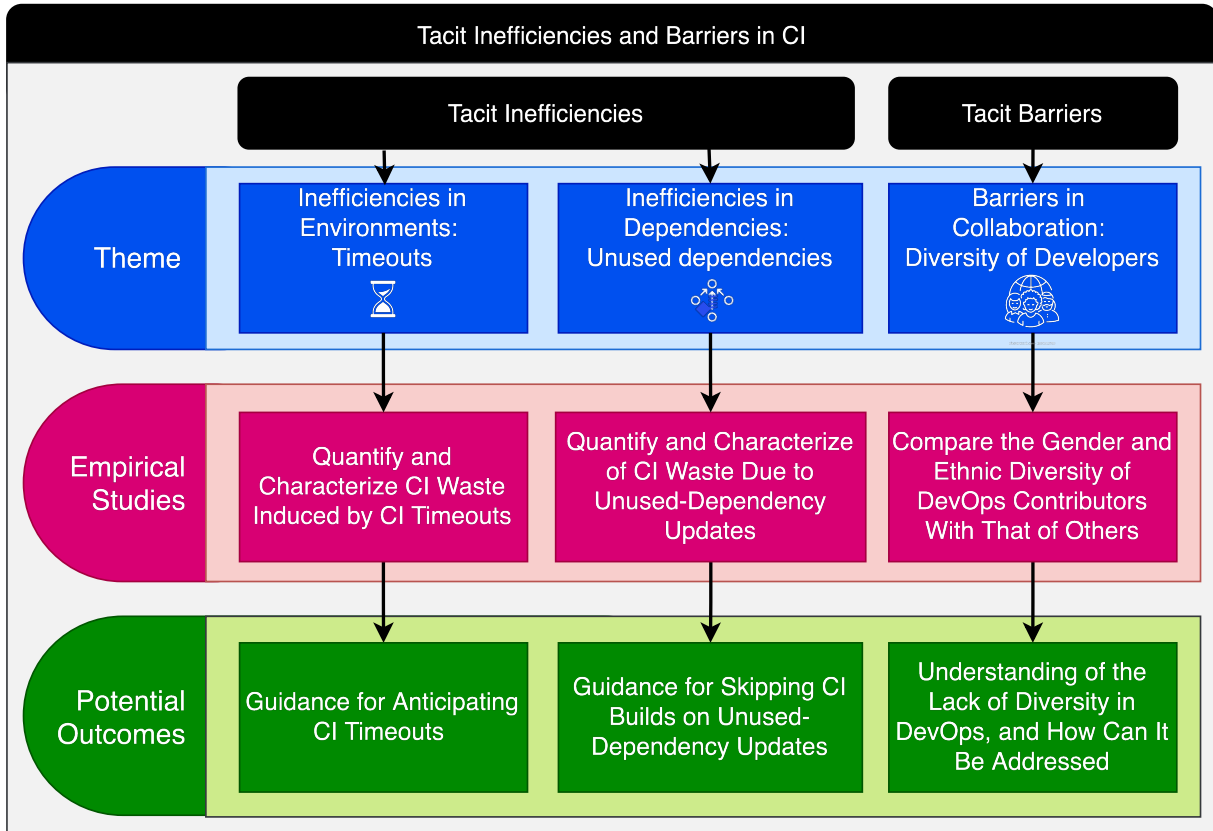 Tacit Inefficiencies and Barriers in CI
Tacit Inefficiencies
Tacit Barriers
Theme
Inefficiencies in
Environments:
Timeouts
Inefficiencies in
Dependencies:
Unused dependencies
Barriers in
Collaboration:
Diversity of Developers
Empirical
Studies
Quantify and
Characterize CI Waste
Induced by CI Timeouts
Quantify and Characterize
of CI Waste Due to
Unused-Dependency
Updates
Compare the Gender and
Ethnic Diversity of
DevOps Contributors
With That of Others
Potential
Outcomes
Guidance for Anticipating
CI Timeouts
Guidance for Skipping CI
Builds on Unused-
Dependency Updates
Understanding of the
Lack of Diversity in
DevOps, and How Can It
Be Addressed